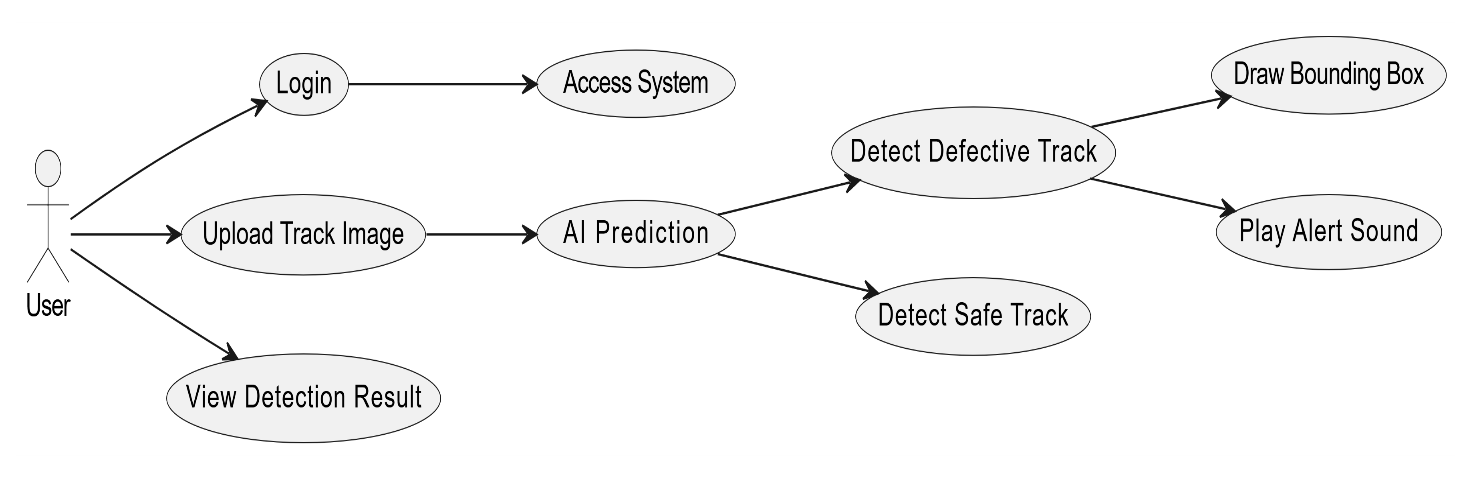 Login
Access System
Draw Bounding Box
Detect Defective Track
Upload Track Image
AI Prediction
Play Alert Sound
User
Detect Safe Track
View Detection Result